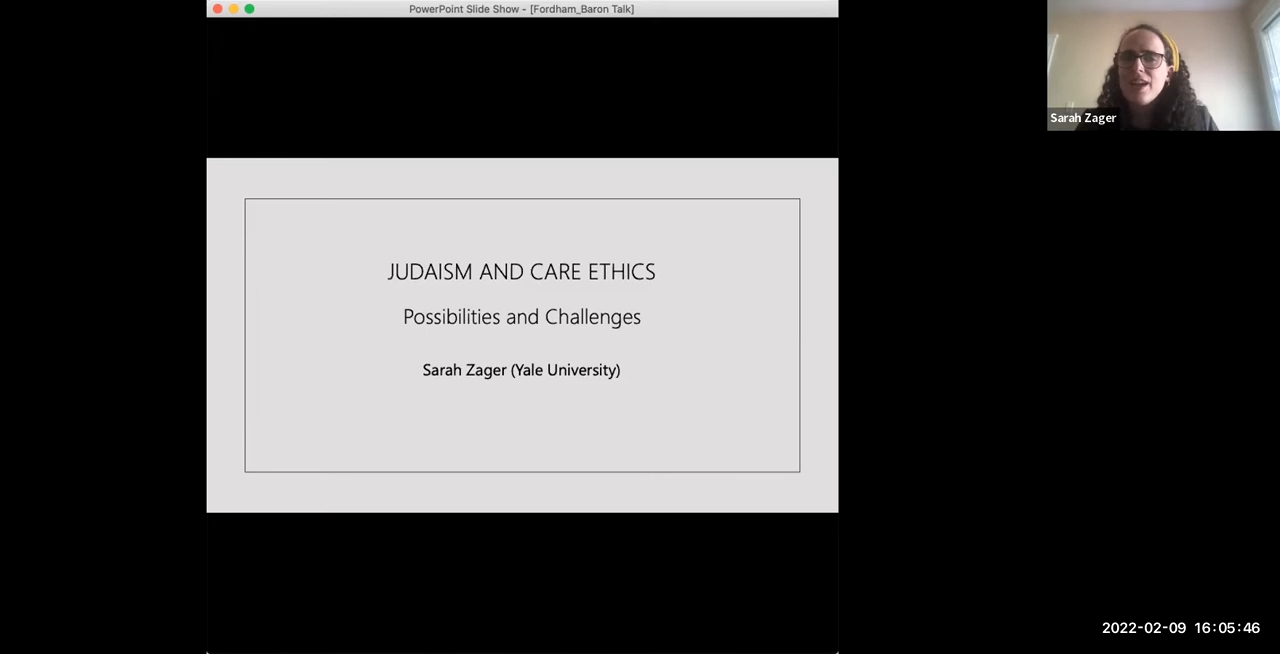 PowerPoint Slide Show - [Fordham_Baron Talk]
Sarah Zager
JUDAISM AND CARE ETHICS
Possibilities and Challenges
Sarah Zager (Yale University)
2022-02-09 16:05:46